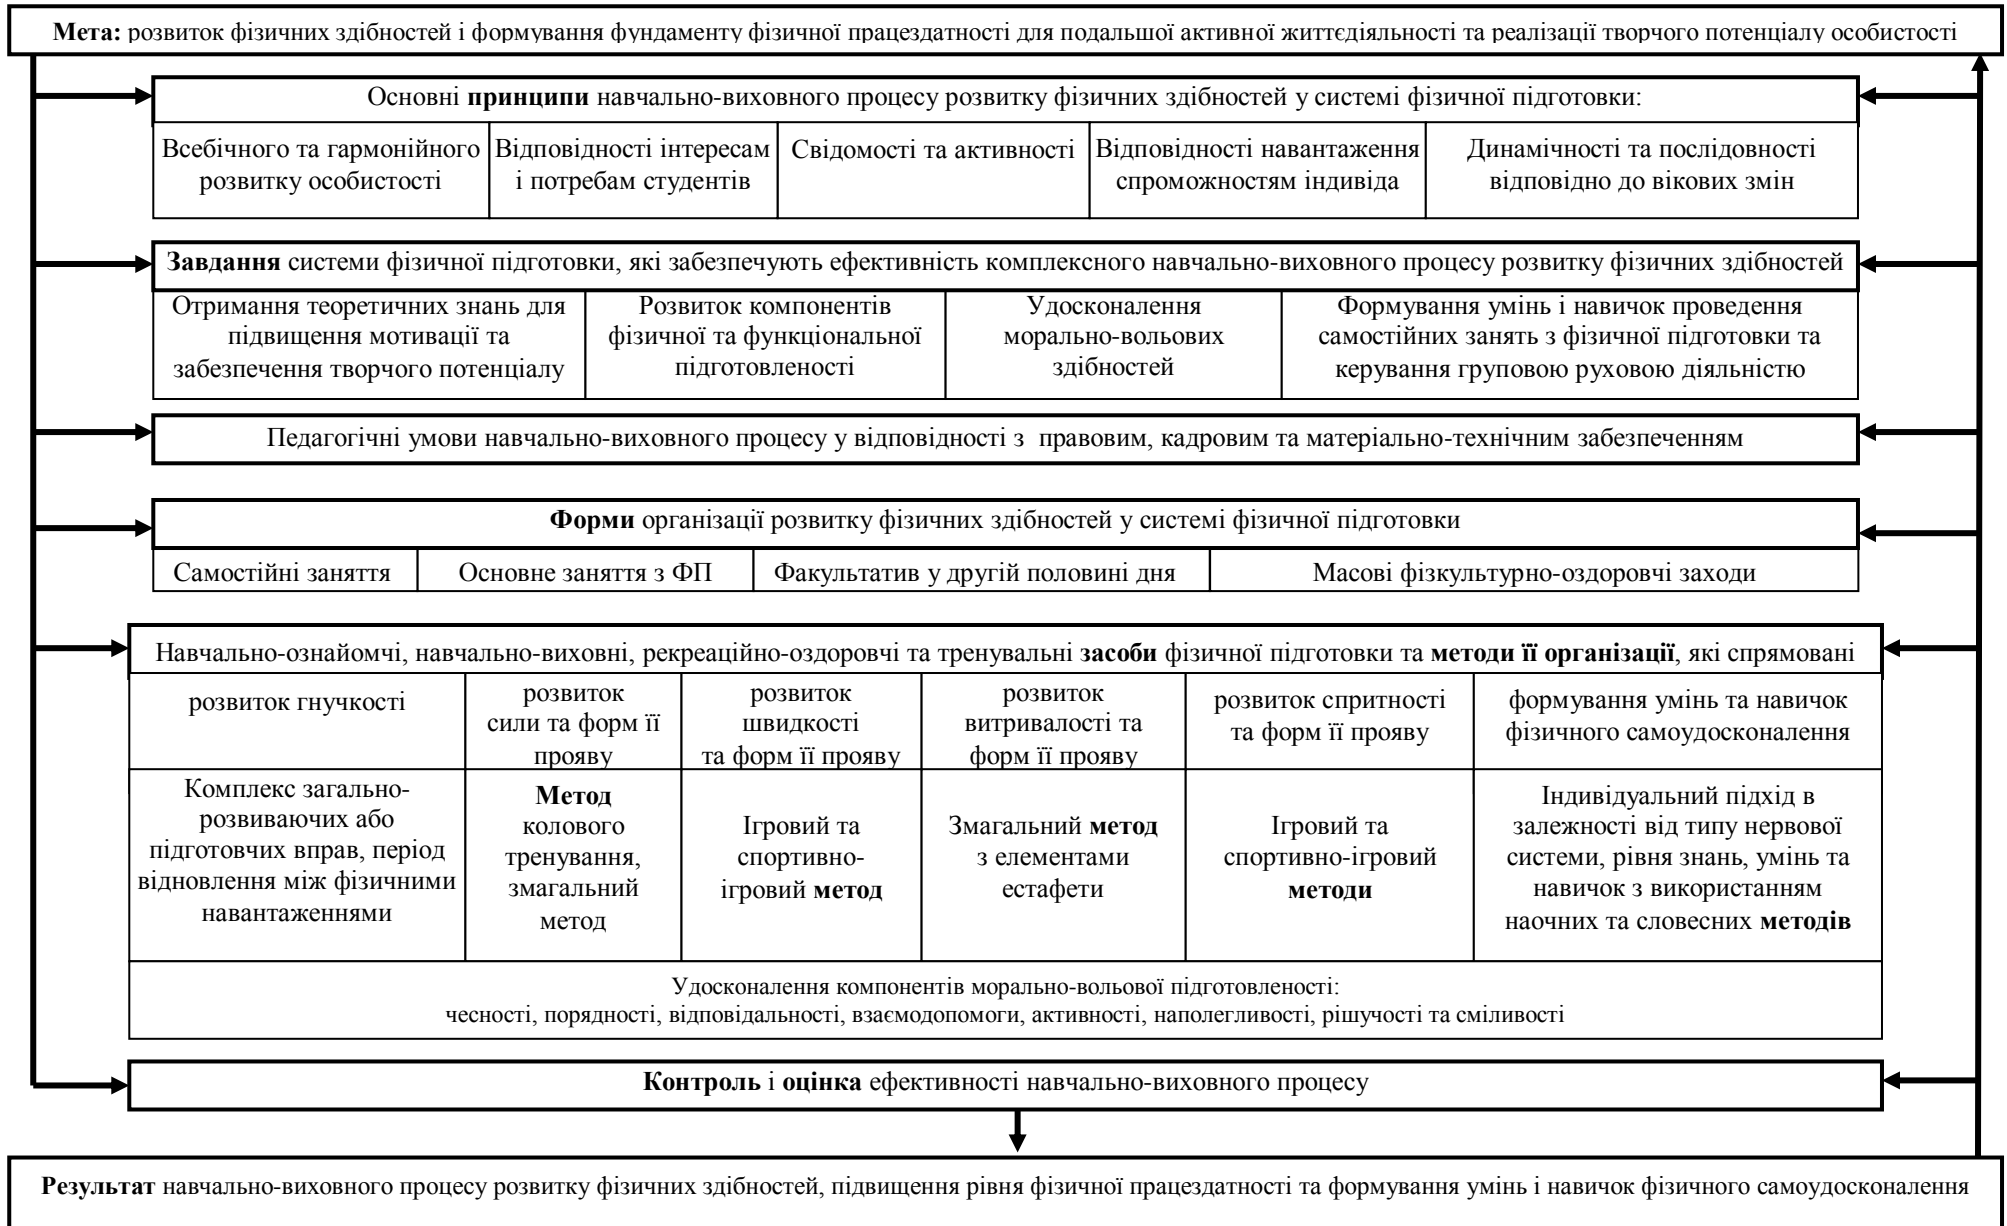 Мета: розвиток фізичних здібностей і формування фундаменту фізичної працездатності для подальшої активної життєдіяльності та реалізації творчого потенціалу особистості
Основні принципи навчально-виховного процесу розвитку фізичних здібностей у системі фізичної підготовки:
Всебічного та гармонійного
розвитку особистості
Відповідності інтересам
і потребам студентів
Свідомості та активності
Відповідності навантаження
спроможностям індивіда
Динамічності та послідовності
відповідно до вікових змін
Завдання системи фізичної підготовки, які забезпечують ефективність комплексного навчально-виховного процесу розвитку фізичних здібностей
Отримання теоретичних знань для
підвищення мотивації та
забезпечення творчого потенціалу
Розвиток компонентів
фізичної та функціональної
підготовленості
Удосконалення
морально-вольових
здібностей
Формування умінь і навичок проведення
самостійних занять з фізичної підготовки та
керування груповою руховою діяльністю
Педагогічні умови навчально-виховного процесу у відповідності з правовим, кадровим та матеріально-технічним забезпеченням
Форми організації розвитку фізичних здібностей у системі фізичної підготовки
Самостійні заняття
Основне заняття з ФП
Факультатив у другій половині дня
Масові фізкультурно-оздоровчі заходи
Навчально-ознайомчі, навчально-виховні, рекреаційно-оздоровчі та тренувальні засоби фізичної підготовки та методи її організації, які спрямовані
розвиток гнучкості
розвиток
сили та форм її
прояву
розвиток
швидкості
та форм її прояву
розвиток
витривалості та
форм її прояву
розвиток спритності
та форм її прояву
формування умінь та навичок
фізичного самоудосконалення
Комплекс загально-
розвиваючих або
підготовчих вправ, період
відновлення між фізичними
навантаженнями
Метод
колового
тренування,
змагальний
метод
Ігровий та
спортивно-
ігровий метод
Змагальний метод
з елементами
естафети
Ігровий та
спортивно-ігровий
методи
Індивідуальний підхід в
залежності від типу нервової
системи, рівня знань, умінь та
навичок з використанням
наочних та словесних методів
Удосконалення компонентів морально-вольової підготовленості:
чесності, порядності, відповідальності, взаємодопомоги, активності, наполегливості, рішучості та сміливості
Контроль і оцінка ефективності навчально-виховного процесу
Результат навчально-виховного процесу розвитку фізичних здібностей, підвищення рівня фізичної працездатності та формування умінь і навичок фізичного самоудосконалення